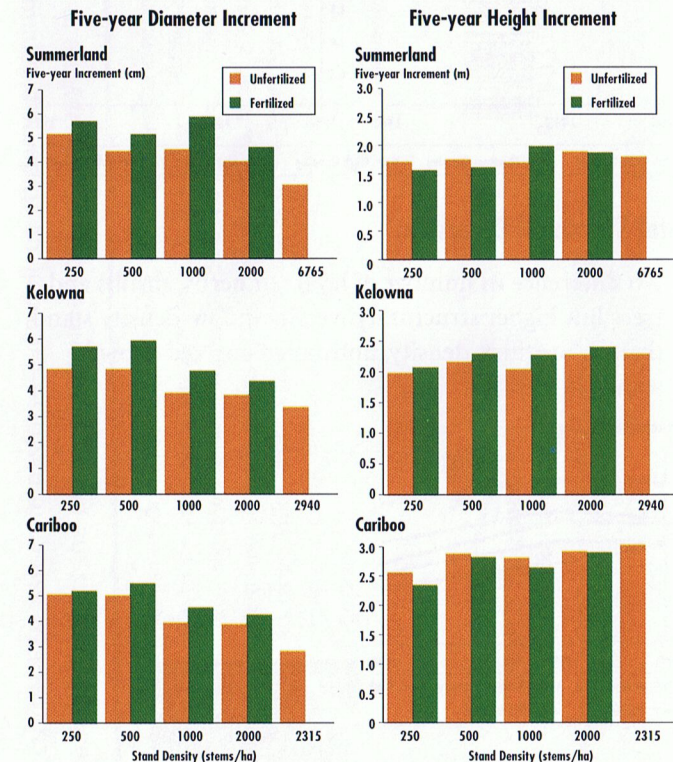 Five-year Diameter Increment
Summerland
Five-year Increment (cm)
Unfertilized
Fertilized
7
6
5
4
3
2
1
0
250 500 1000 2000 6765
Kelowna
7
6
5
4
3
2
1
0
250 500 1000 2000 2940
Cariboo
7
6
5
4
3
2
1
0
250 500 1000 2000 2315
Stand Density (stems/ha)
Five-year Height Increment
Summerland
Five-year Increment (m)
Unfertilized
Fertilized
3.0
2.5
2.0
1.5
1.0
0.5
0
250 500 1000 2000 6765
Kelowna
3.0
2.5
2.0
1.5
1.0
0.5
0
250 500 1000 2000 2940
Cariboo
3.0
2.5
2.0
1.5
1.0
0.5
0
250 500 1000 2000 2315
Stand Density (stems/ha)